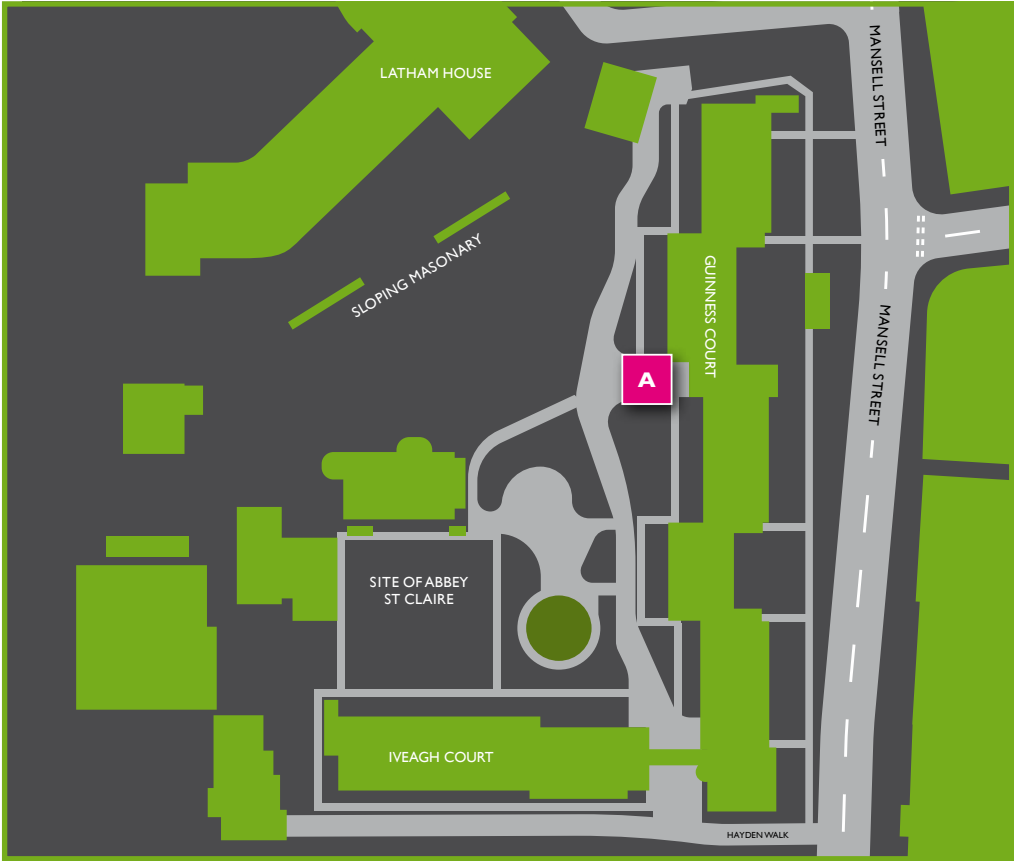 LATHAM HOUSE
MANSELL STREET
SLOPING MASONARY
GUINNESS COURT
MANSELL STREET
A
SITE OF ABBEY
ST CLAIRE
IVEAGH COURT
HAYDEN WALK